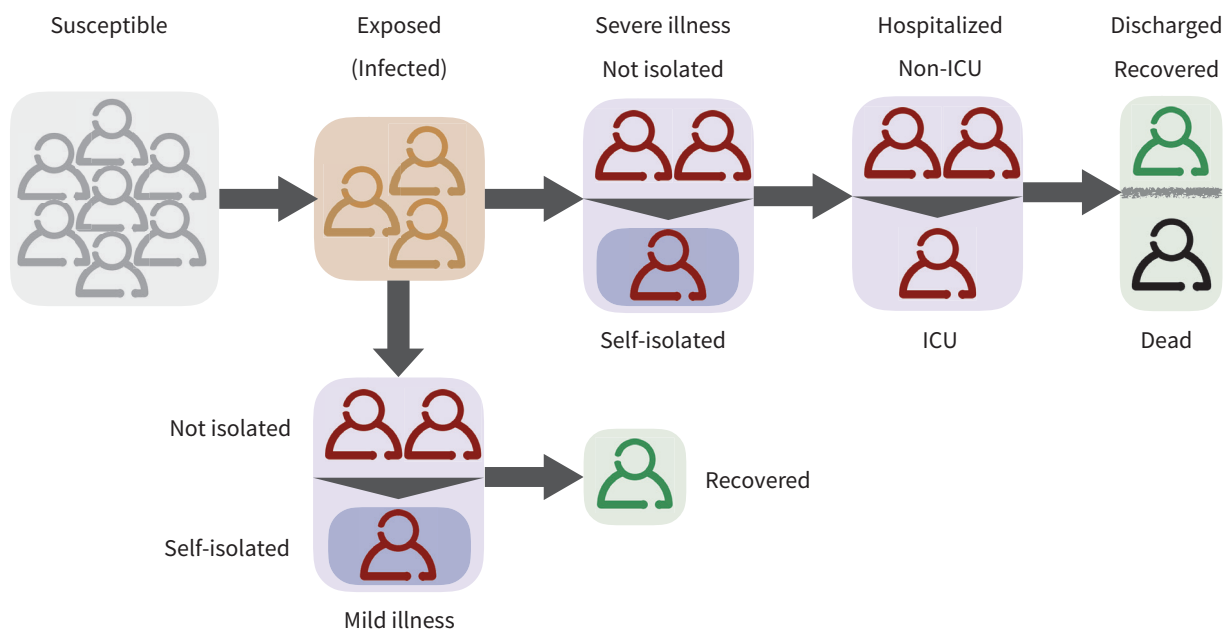 Susceptible
Exposed
(Infected)
Severe illness
Not isolated
Hospitalized
Non-ICU
Discharged
Recovered
Self-isolated
ICU
Dead
Not isolated
Recovered
Self-isolated
Mild illness